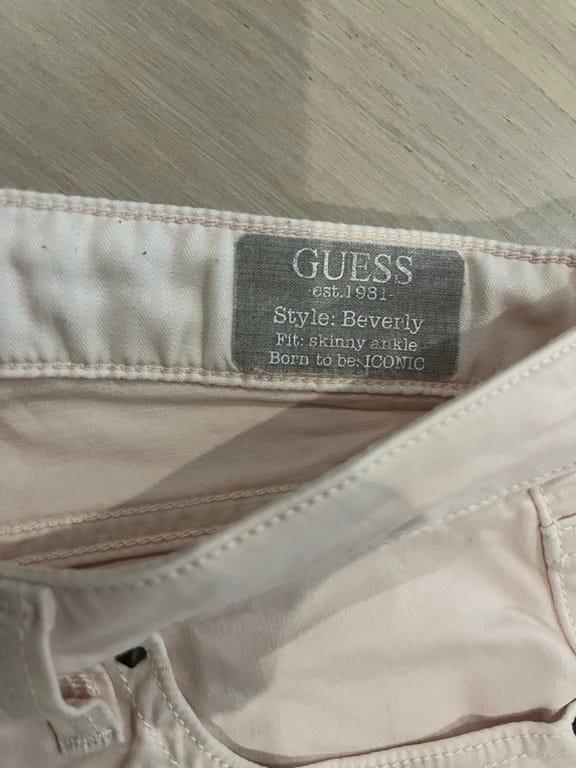 GUESS
est.1981
Style: Beverly
Fit: skinny ankle
Born to be: ICONIC